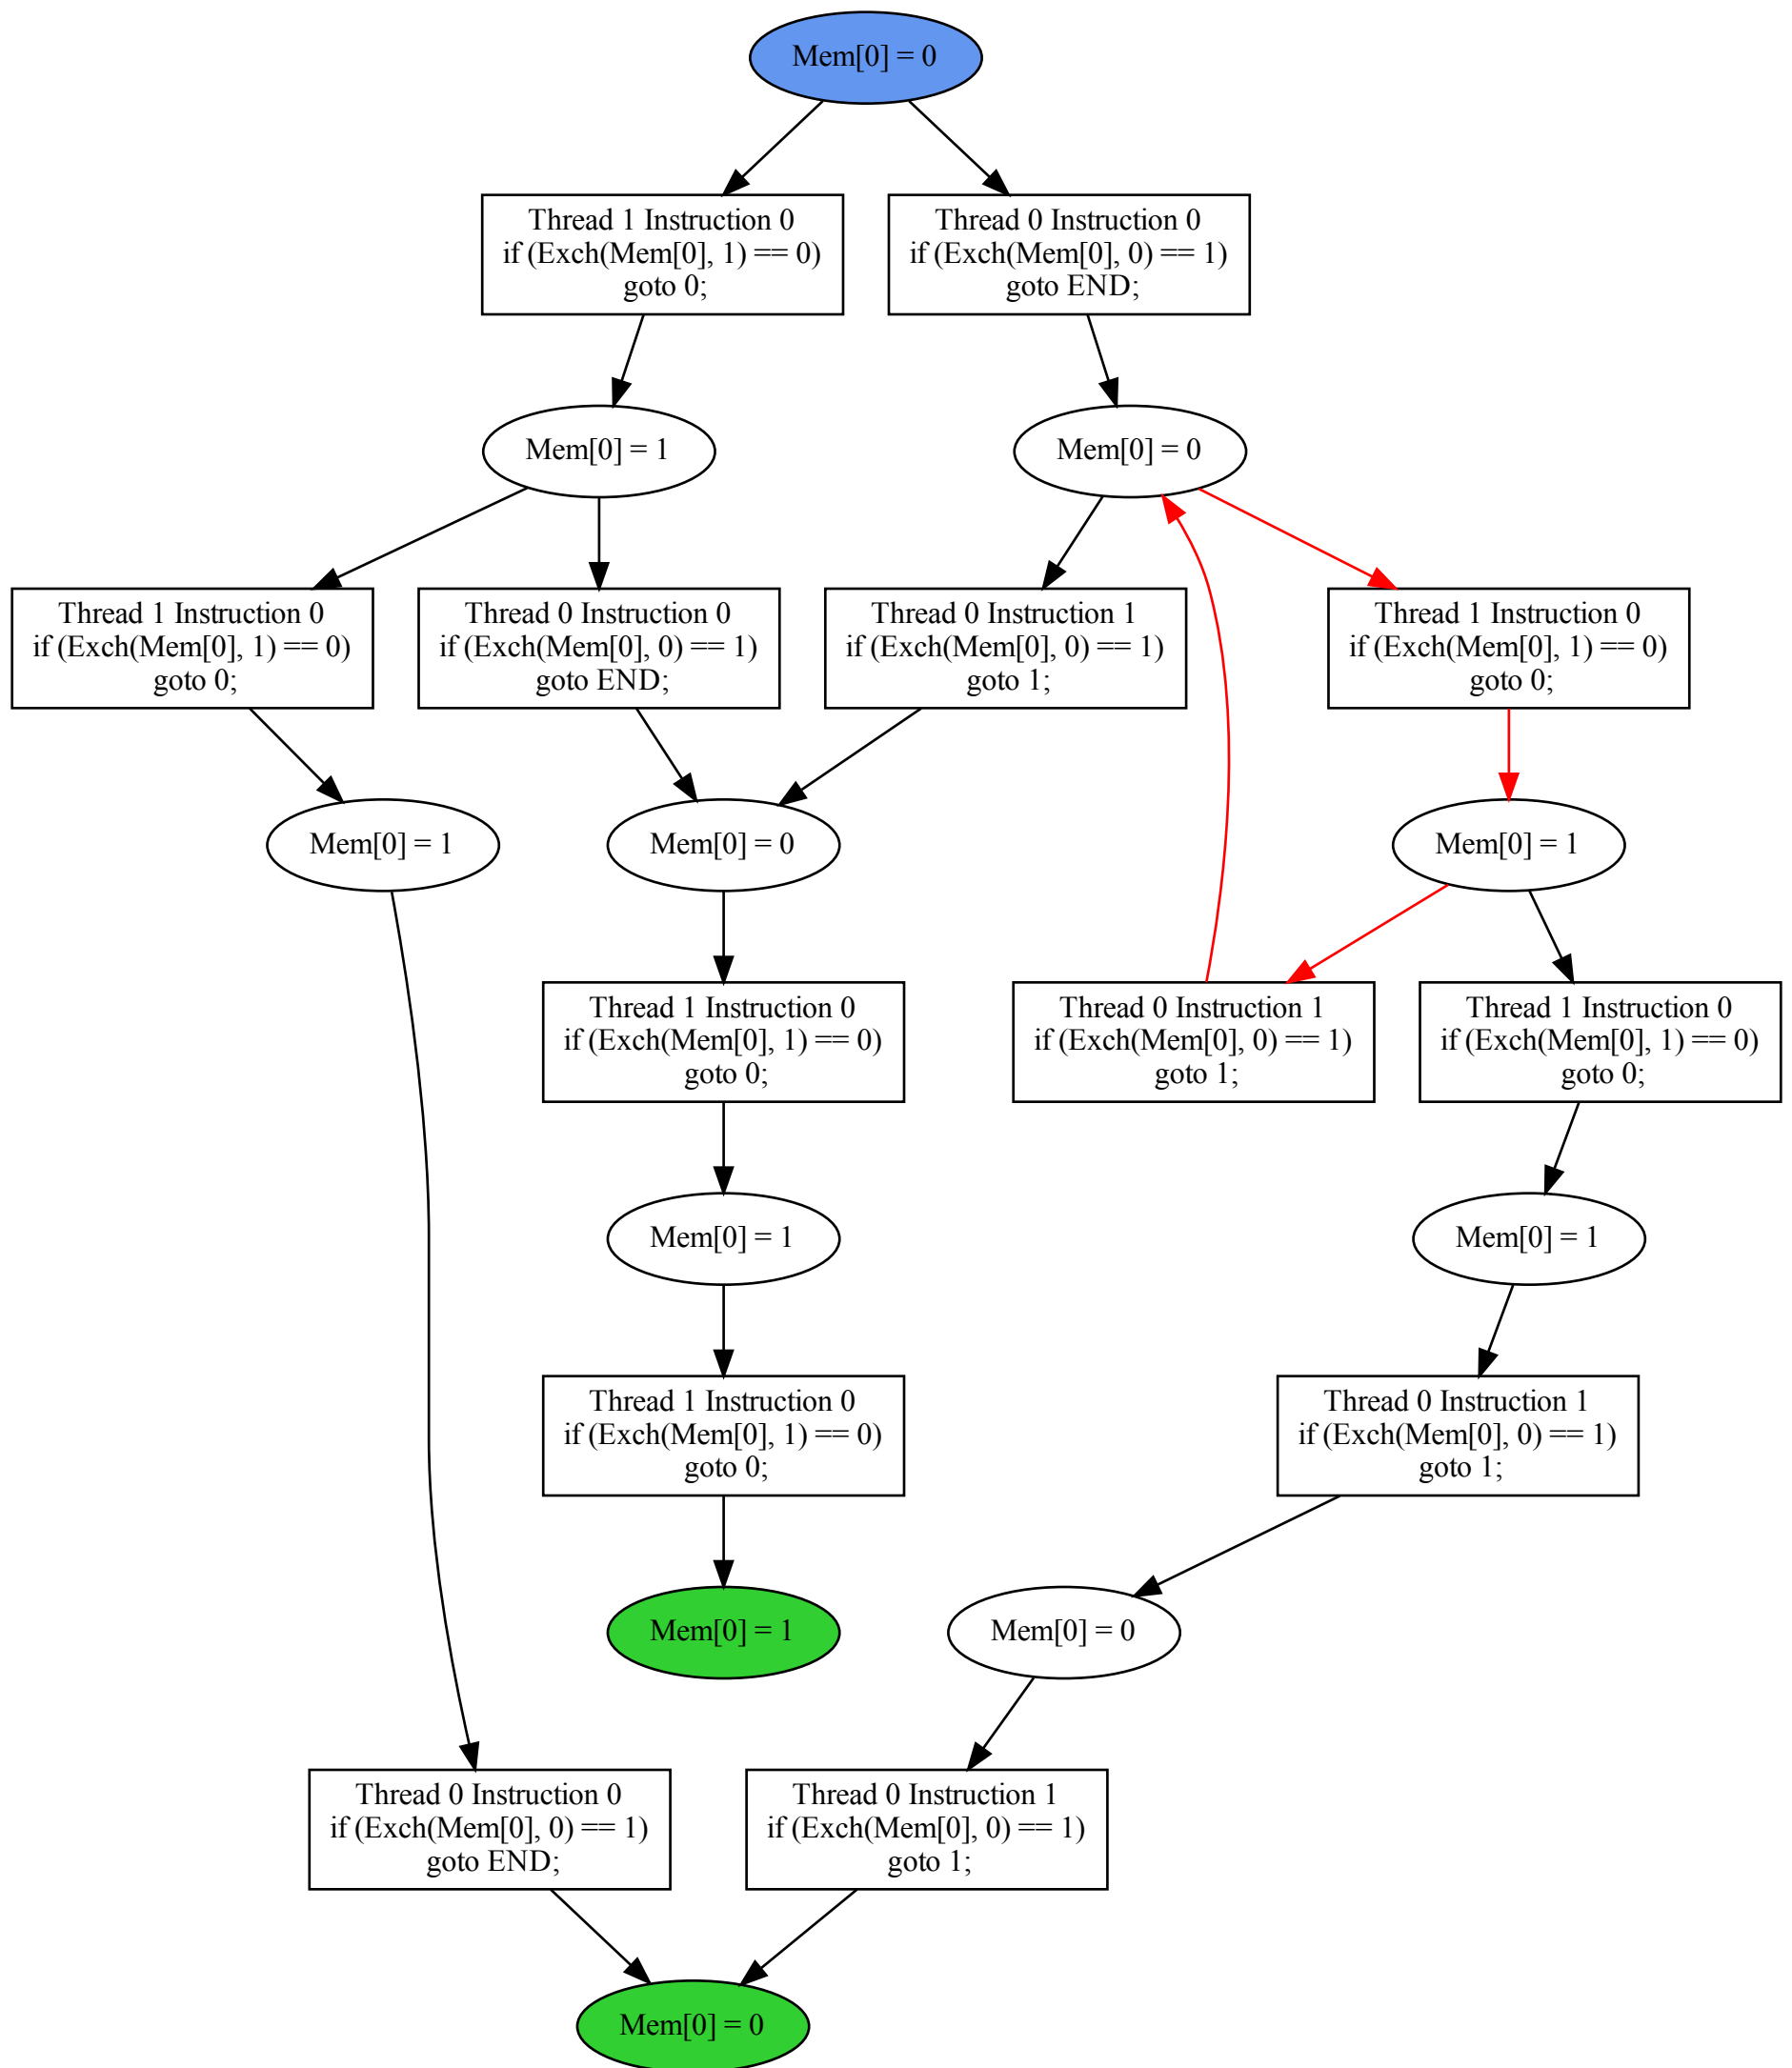 Mem[0] = 0
Thread 1 Instruction 0
if (Exch(Mem[0], 1) == 0)
goto 0;
Thread 0 Instruction 0
if (Exch(Mem[0], 0) == 1)
goto END;
Mem[0] = 1
Mem[0] = 0
Thread 1 Instruction 0
if (Exch(Mem[0], 1) == 0)
goto 0;
Thread 0 Instruction 0
if (Exch(Mem[0], 0) == 1)
goto END;
Thread 0 Instruction 1
if (Exch(Mem[0], 0) == 1)
goto 1;
Thread 1 Instruction 0
if (Exch(Mem[0], 1) == 0)
goto 0;
Mem[0] = 1
Mem[0] = 0
Mem[0] = 1
Thread 1 Instruction 0
if (Exch(Mem[0], 1) == 0)
goto 0;
Thread 0 Instruction 1
if (Exch(Mem[0], 0) == 1)
goto 1;
Thread 1 Instruction 0
if (Exch(Mem[0], 1) == 0)
goto 0;
Mem[0] = 1
Mem[0] = 1
Thread 1 Instruction 0
if (Exch(Mem[0], 1) == 0)
goto 0;
Thread 0 Instruction 1
if (Exch(Mem[0], 0) == 1)
goto 1;
Mem[0] = 1
Mem[0] = 0
Thread 0 Instruction 0
if (Exch(Mem[0], 0) == 1)
goto END;
Thread 0 Instruction 1
if (Exch(Mem[0], 0) == 1)
goto 1;
Mem[0] = 0